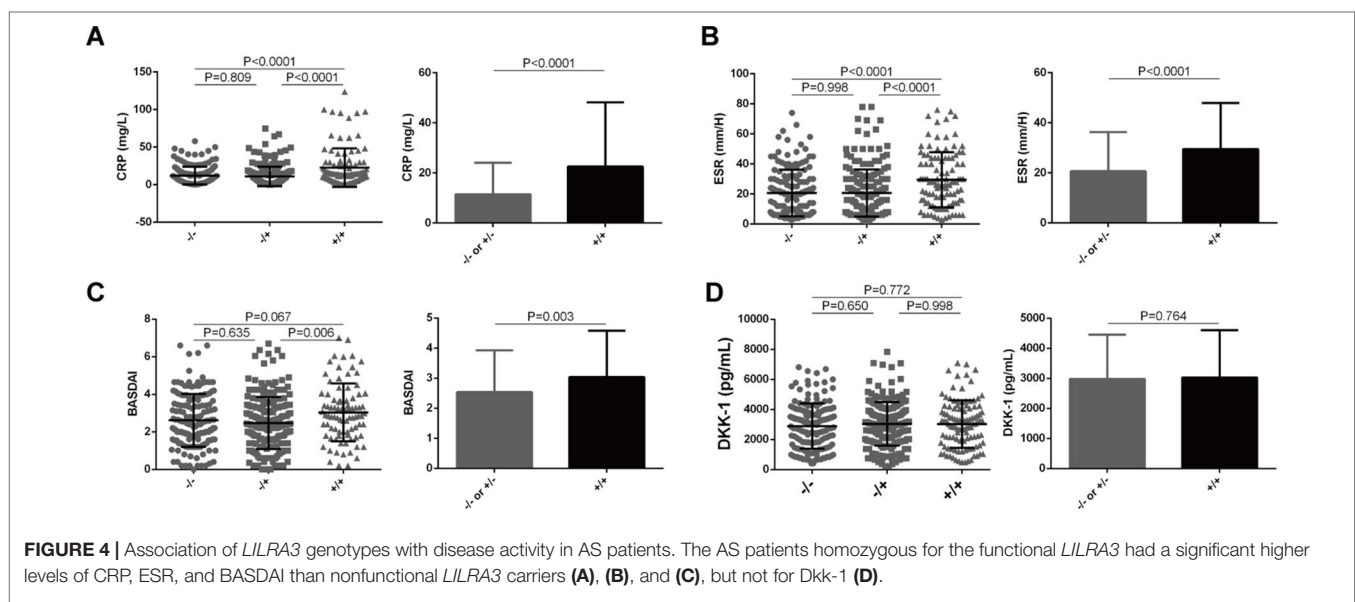 A
P<0.0001
P=0.809
P<0.0001
CRP (mg/L)
150
100
50
0
-50
-/-
-/+
+/+
P<0.0001
CRP (mg/L)
60
40
20
0
-/- or +/-
+/+
B
P<0.0001
P=0.998
P<0.0001
ESR (mm/H)
100
80
60
40
20
0
-/-
-/+
+/+
P<0.0001
ESR (mm/H)
60
40
20
0
-/- or +/-
+/+
C
P=0.067
P=0.635
P=0.006
BASDAI
8
6
4
2
0
-/-
-/+
+/+
P=0.003
BASDAI
5
4
3
2
1
0
-/- or +/-
+/+
D
P=0.772
P=0.650
P=0.998
DKK-1 (pg/mL)
10000
8000
6000
4000
2000
0
-/-
-/+
+/+
P=0.764
DKK-1 (pg/mL)
5000
4000
3000
2000
1000
0
-/- or +/-
+/+
FIGURE 4 | Association of LILRA3 genotypes with disease activity in AS patients. The AS patients homozygous for the functional LILRA3 had a significant higher
levels of CRP, ESR, and BASDAI than nonfunctional LILRA3 carriers (A), (B), and (C), but not for Dkk-1 (D).